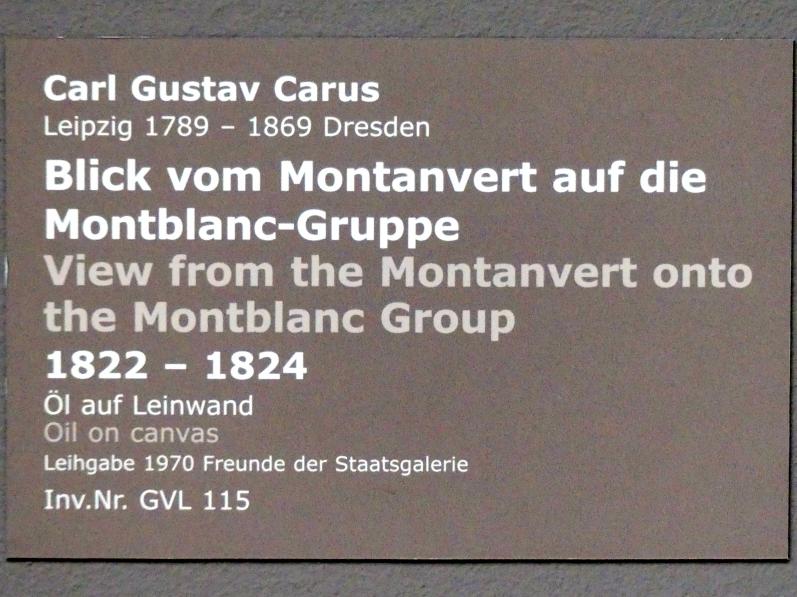 Carl Gustav Carus
Leipzig 1789 – 1869 Dresden
Blick vom Montanvert auf die
Montblanc-Gruppe
View from the Montanvert onto
the Montblanc Group
1822 – 1824
Öl auf Leinwand
Oil on canvas
Leihgabe 1970 Freunde der Staatsgalerie
Inv.Nr. GVL 115